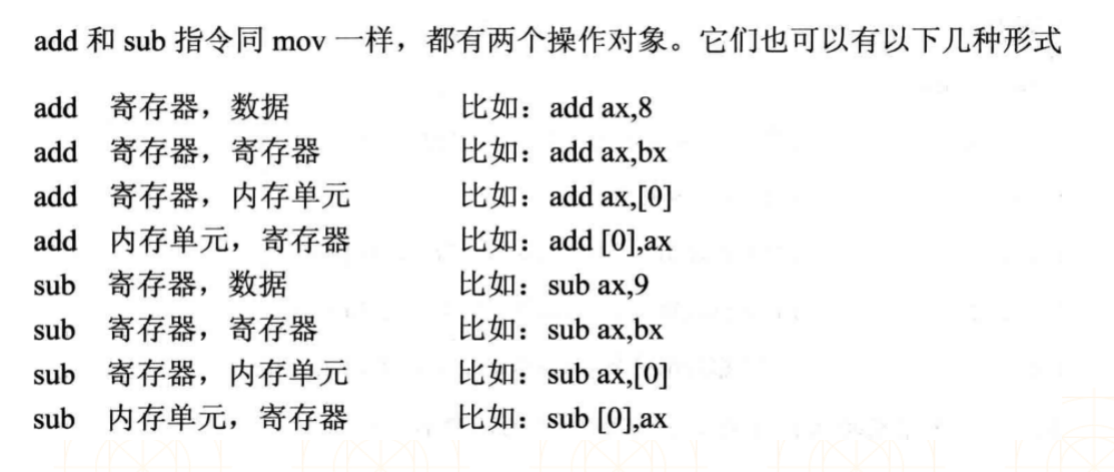 add 和 sub 指令同 mov 一样，都有两个操作对象。它们也可以有以下几种形式
add 寄存器，数据 比如：add ax,8
add 寄存器，寄存器 比如：add ax,bx
add 寄存器，内存单元 比如：add ax,[0]
add 内存单元，寄存器 比如：add [0],ax
sub 寄存器，数据 比如：sub ax,9
sub 寄存器，寄存器 比如：sub ax,bx
sub 寄存器，内存单元 比如：sub ax,[0]
sub 内存单元，寄存器 比如：sub [0],ax